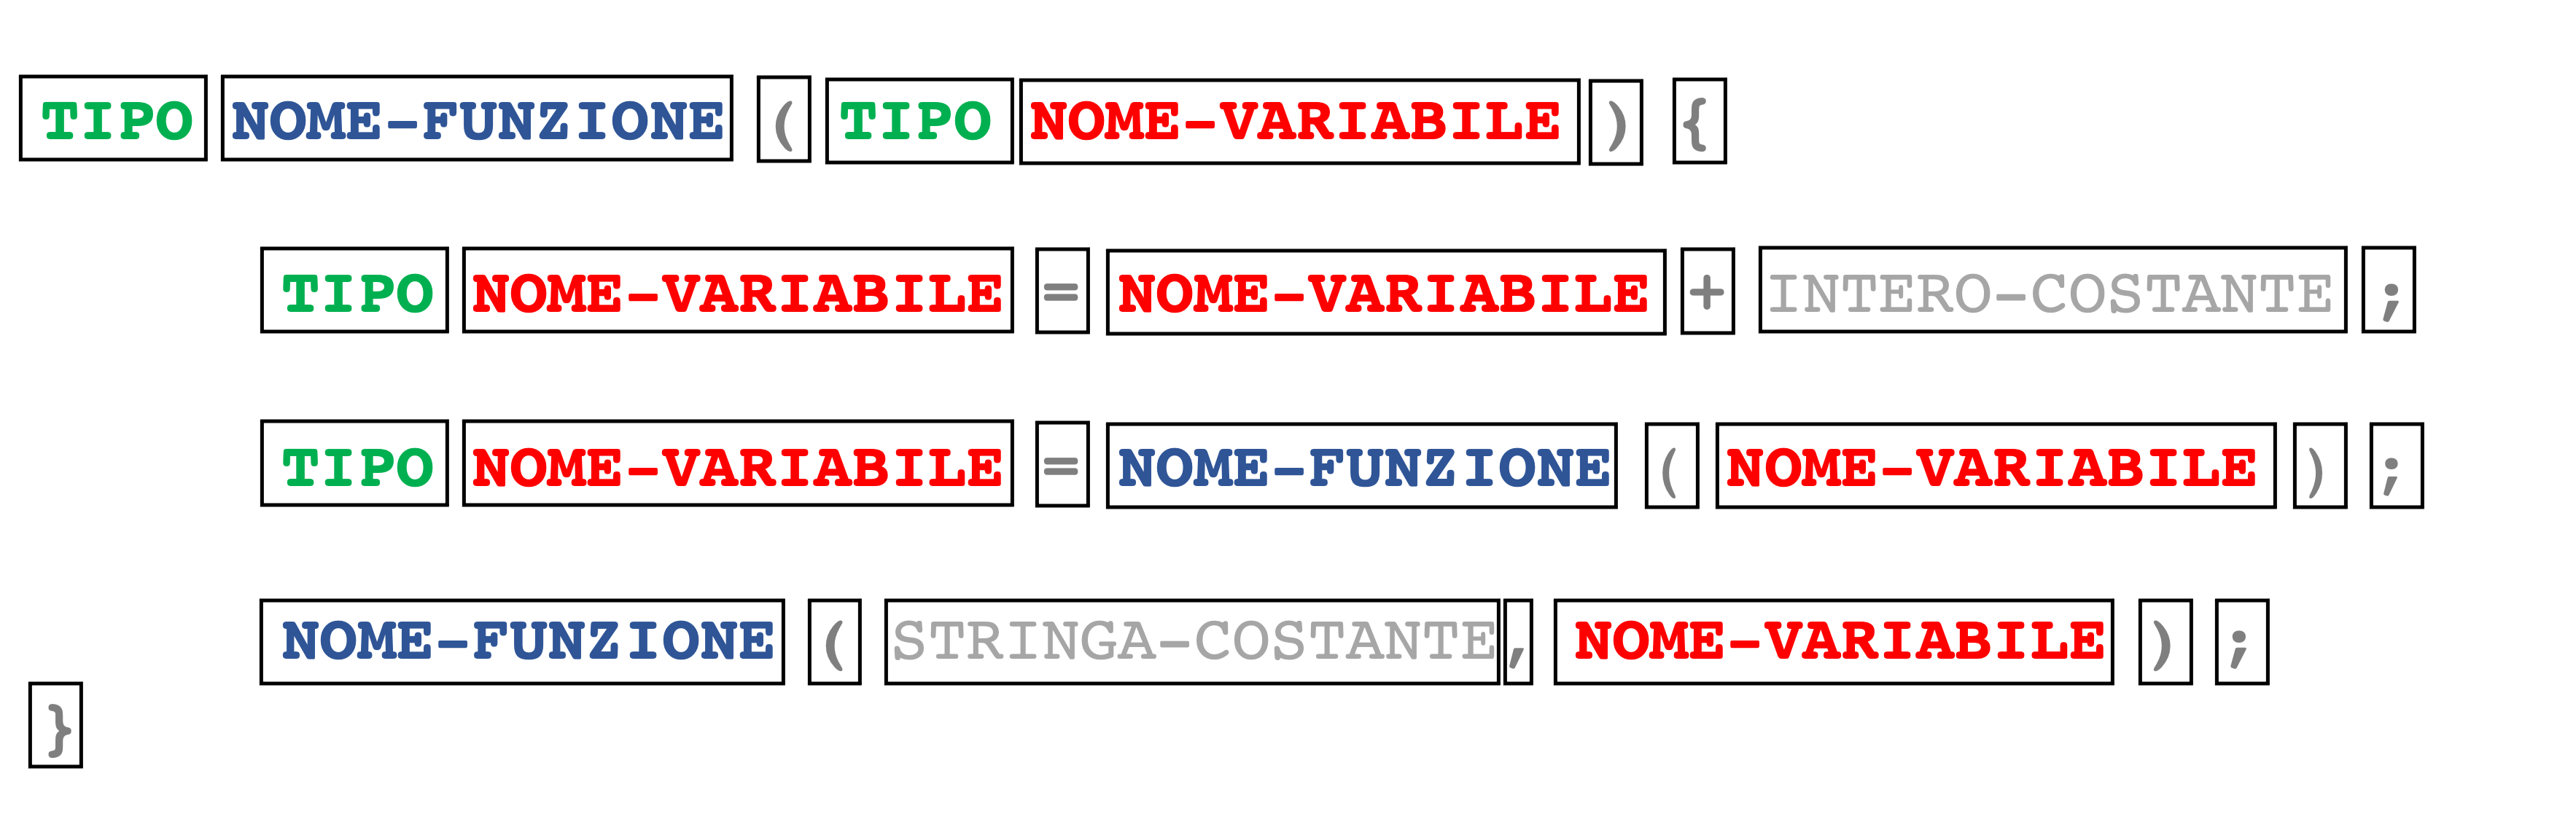 TIPO NOME-FUNZIONE ( TIPO NOME-VARIABILE ) {
TIPO NOME-VARIABILE = NOME-VARIABILE + INTERO-COSTANTE ;
TIPO NOME-VARIABILE = NOME-FUNZIONE ( NOME-VARIABILE ) ;
NOME-FUNZIONE ( STRINGA-COSTANTE , NOME-VARIABILE ) ;
}